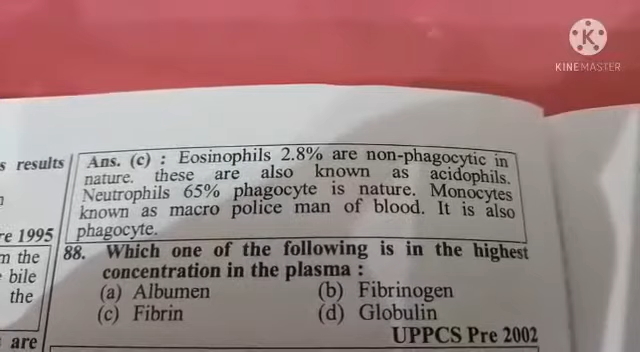 KINEMASTER
s results
re 1995
m the
bile
the
are
Ans. (c) : Eosinophils 2.8% are non-phagocytic in
nature. these are also known as acidophils.
Neutrophils 65% phagocyte is nature. Monocytes
known as macro police man of blood. It is also
phagocyte.
88. Which one of the following is in the highest
concentration in the plasma :
(a) Albumen (b) Fibrinogen
(c) Fibrin (d) Globulin
UPPCS Pre 2002